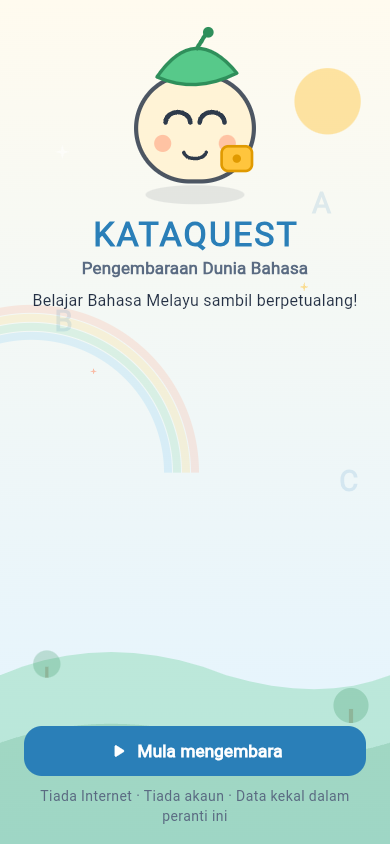 A
KATAQUEST
Pengembaraan Dunia Bahasa
Belajar Bahasa Melayu sambil berpetualang!
B
C
Mula mengembara
Tiada Internet · Tiada akaun · Data kekal dalam
peranti ini